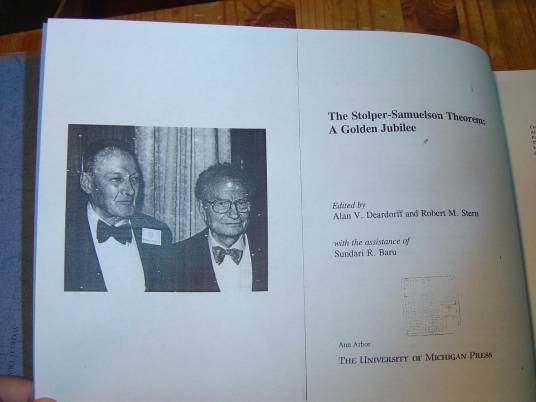 The Stolper-Samuelson Theorem:
A Golden Jubilee
Edited by
Alan V. Deardorff and Robert M. Stern
with the assistance of
Sundari R. Baru
Ann Arbor
THE UNIVERSITY OF MICHIGAN PRESS